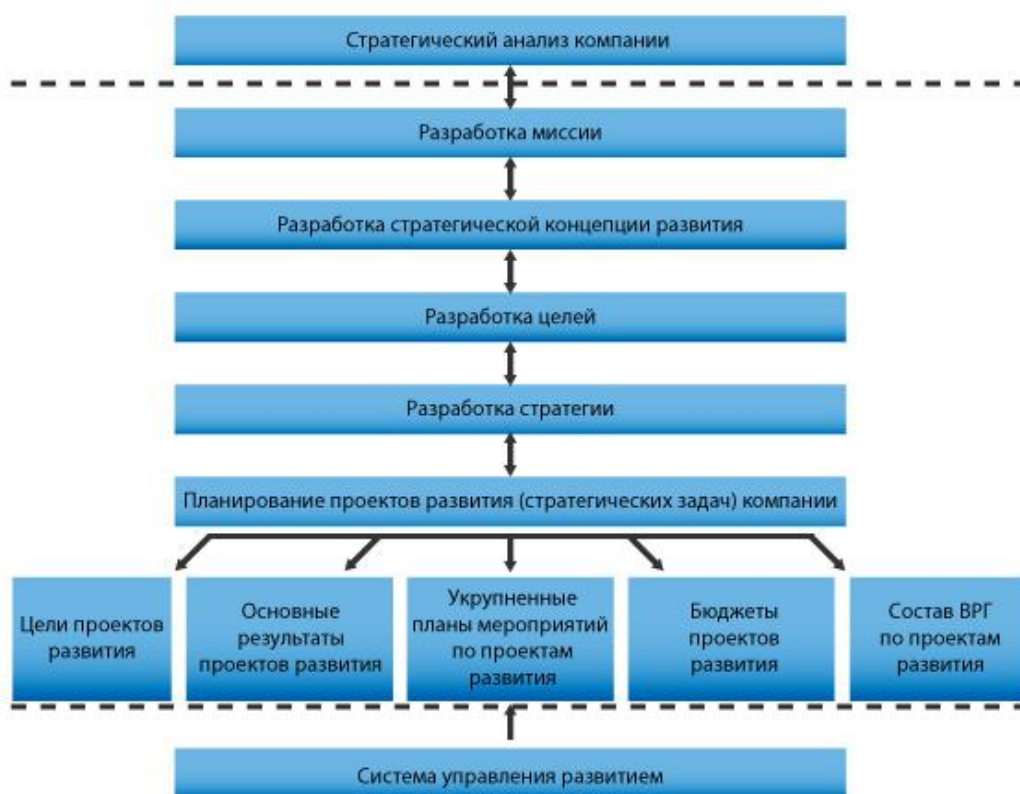 Стратегический анализ компании
Разработка миссии
Разработка стратегической концепции развития
Разработка целей
Разработка стратегии
Планирование проектов развития (стратегических задач) компании
Цели проектов
развития
Основные
результаты
проектов развития
Укрупненные
планы мероприятий
по проектам
развития
Бюджеты
проектов
развития
Состав ВРГ
по проектам
развития
Система управления развитием